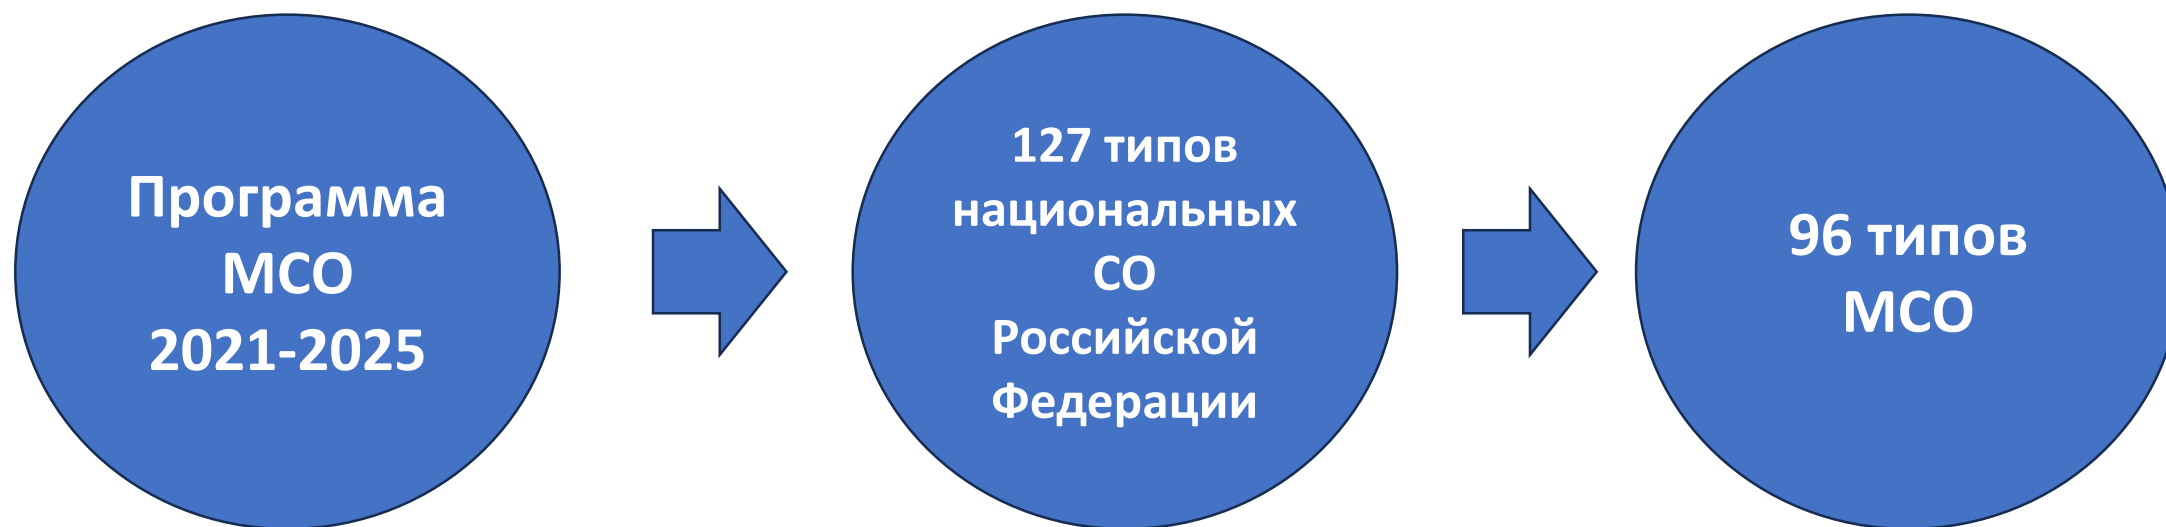 Программа
МСО
2021-2025
127 типов
национальных
СО
Российской
Федерации
96 типов
МСО